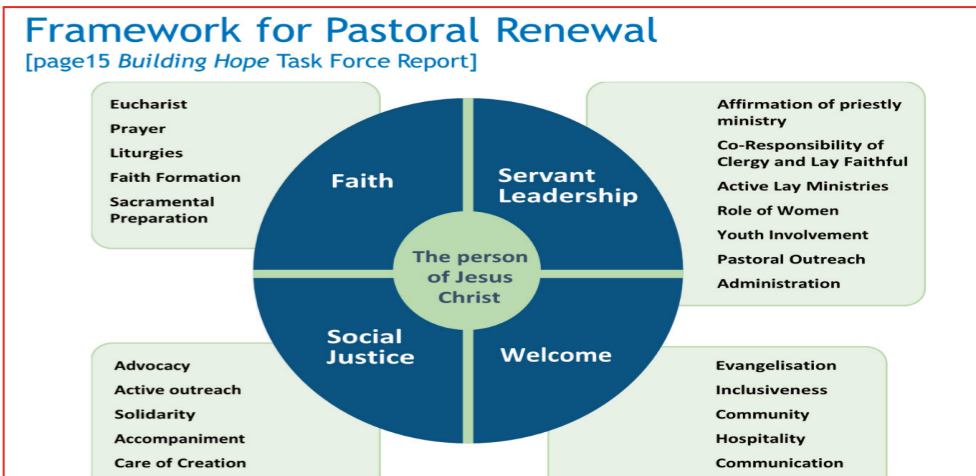 Framework for Pastoral Renewal
[page15 Building Hope Task Force Report]
Eucharist
Prayer
Liturgies
Faith Formation
Sacramental
Preparation
Faith
Servant
Leadership
Affirmation of priestly
ministry
Co-Responsibility of
Clergy and Lay Faithful
Active Lay Ministries
Role of Women
Youth Involvement
Pastoral Outreach
Administration
The person
of Jesus
Christ
Social
Justice
Welcome
Advocacy
Active outreach
Solidarity
Accompaniment
Care of Creation
Evangelisation
Inclusiveness
Community
Hospitality
Communication